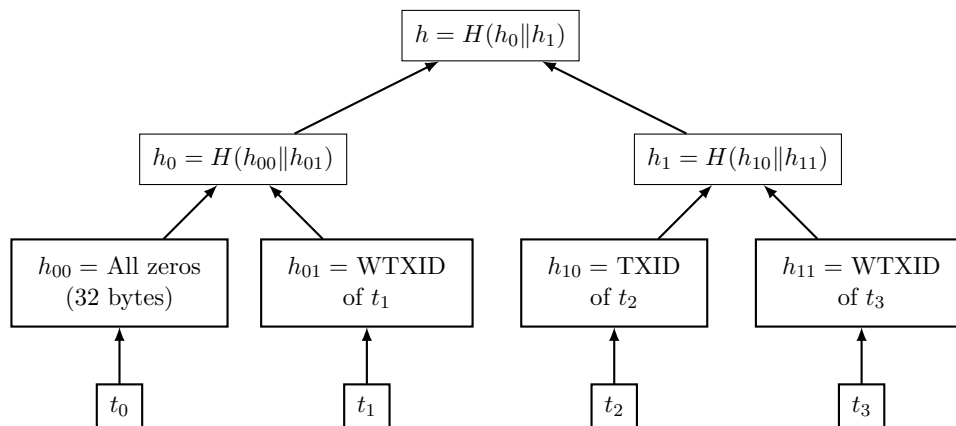 h = H(h₀‖h₁)
h₀ = H(h₀₀‖h₀₁)
h₁ = H(h₁₀‖h₁₁)
h₀₀ = All zeros
(32 bytes)
h₀₁ = WTXID
of t₁
h₁₀ = TXID
of t₂
h₁₁ = WTXID
of t₃
t₀
t₁
t₂
t₃